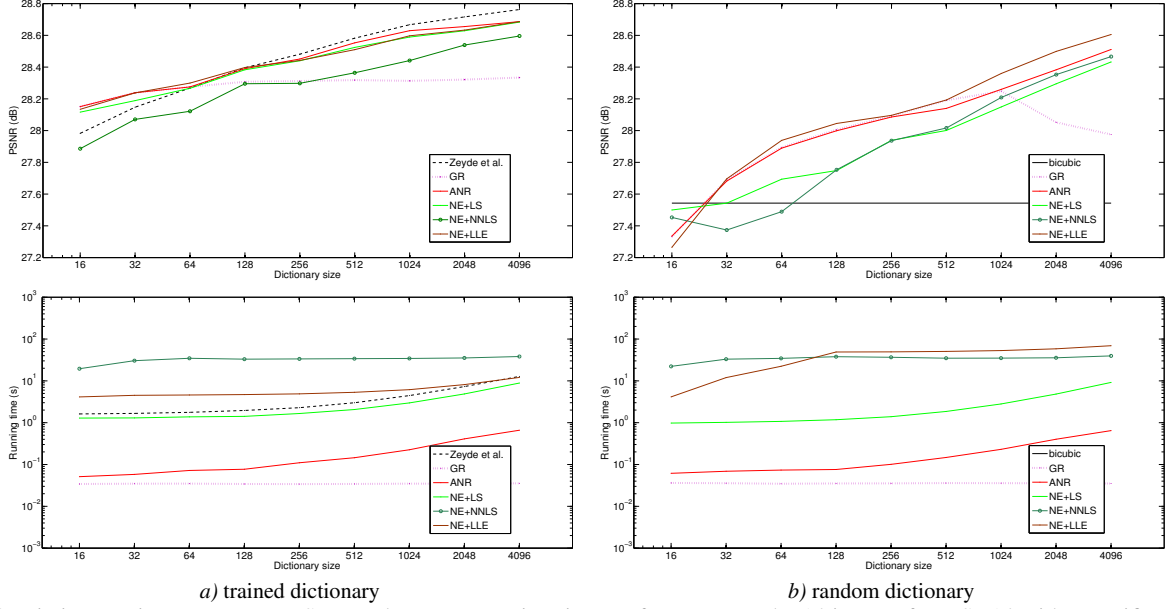 28.8
28.6
28.4
28.2
28
27.8
27.6
27.4
27.2
PSNR (dB)
16 32 64 128 256 512 1024 2048 4096
Dictionary size
Zeyde et al.
GR
ANR
NE+LS
NE+NNLS
NE+LLE
28.8
28.6
28.4
28.2
28
27.8
27.6
27.4
27.2
PSNR (dB)
16 32 64 128 256 512 1024 2048 4096
Dictionary size
bicubic
GR
ANR
NE+LS
NE+NNLS
NE+LLE
10³
10²
10¹
10⁰
10⁻¹
10⁻²
10⁻³
Running time (s)
16 32 64 128 256 512 1024 2048 4096
Dictionary size
Zeyde et al.
GR
ANR
NE+LS
NE+NNLS
NE+LLE
10³
10²
10¹
10⁰
10⁻¹
10⁻²
10⁻³
Running time (s)
16 32 64 128 256 512 1024 2048 4096
Dictionary size
bicubic
GR
ANR
NE+LS
NE+NNLS
NE+LLE
a) trained dictionary
b) random dictionary